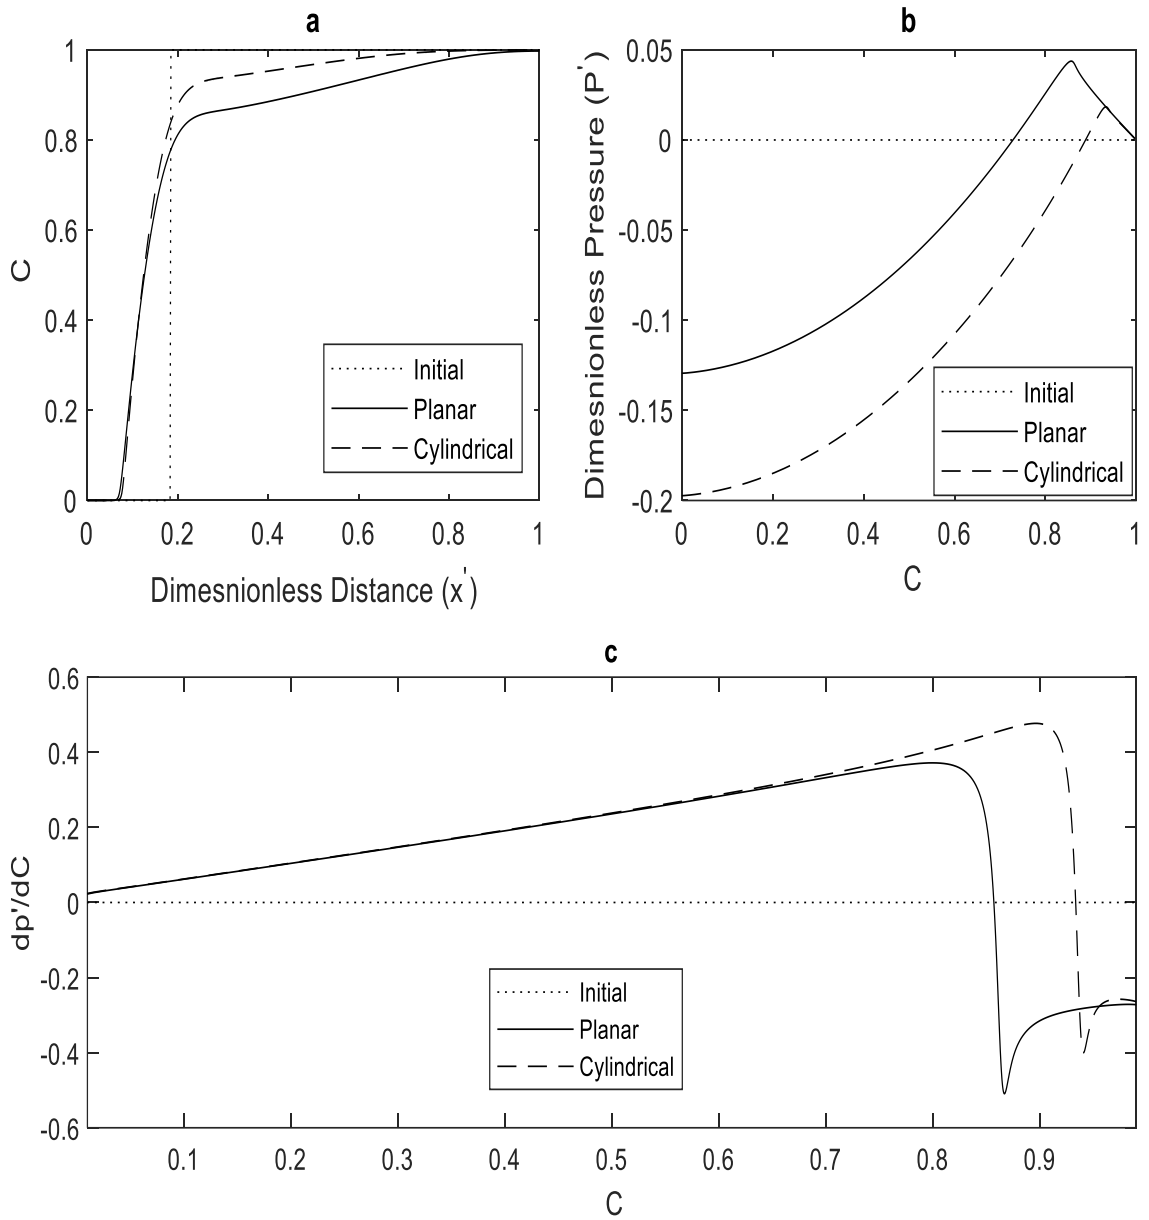 a
1
0.8
0.6
0.4
0.2
0
C
0 0.2 0.4 0.6 0.8 1
Dimesnionless Distance (x')
Initial
Planar
Cylindrical
b
0.05
0
-0.05
-0.1
-0.15
-0.2
Dimesnionless Pressure (P')
0 0.2 0.4 0.6 0.8 1
C
Initial
Planar
Cylindrical
c
0.6
0.4
0.2
0
-0.2
-0.4
-0.6
dp'/dC
0.1 0.2 0.3 0.4 0.5 0.6 0.7 0.8 0.9
C
Initial
Planar
Cylindrical